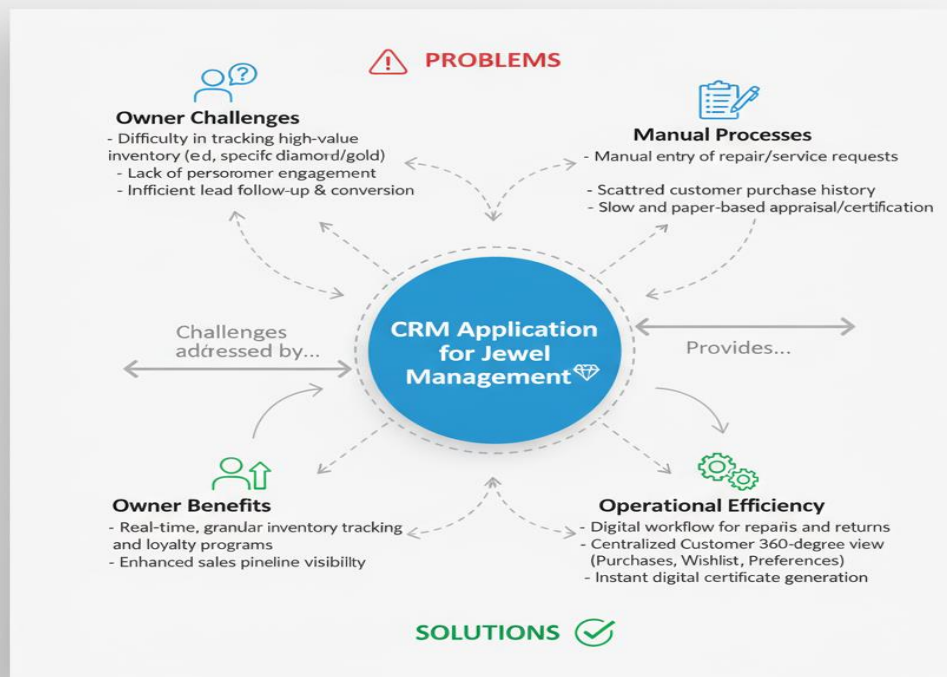 PROBLEMS
Owner Challenges
- Difficulty in tracking high-value
inventory (ed, specifc diamord/gold)
- Lack of persoromer engagement
- Infficient lead follow-up & conversion
Manual Processes
- Manual entry of repair/service requests
- Scattred customer purchase history
- Slow and paper-based appraisal/certification
CRM Application
for Jewel
Management
Challenges
addressed by...
Provides...
Owner Benefits
- Real-time, granular inventory tracking
and loyalty programs
- Enhanced sales pineline visibility
Operational Efficiency
- Digital workflow for repairis and returns
- Centralized Customer 360-degree view
(Purchases, Wishlist, Preferences)
- Instant digital certificate generation
SOLUTIONS